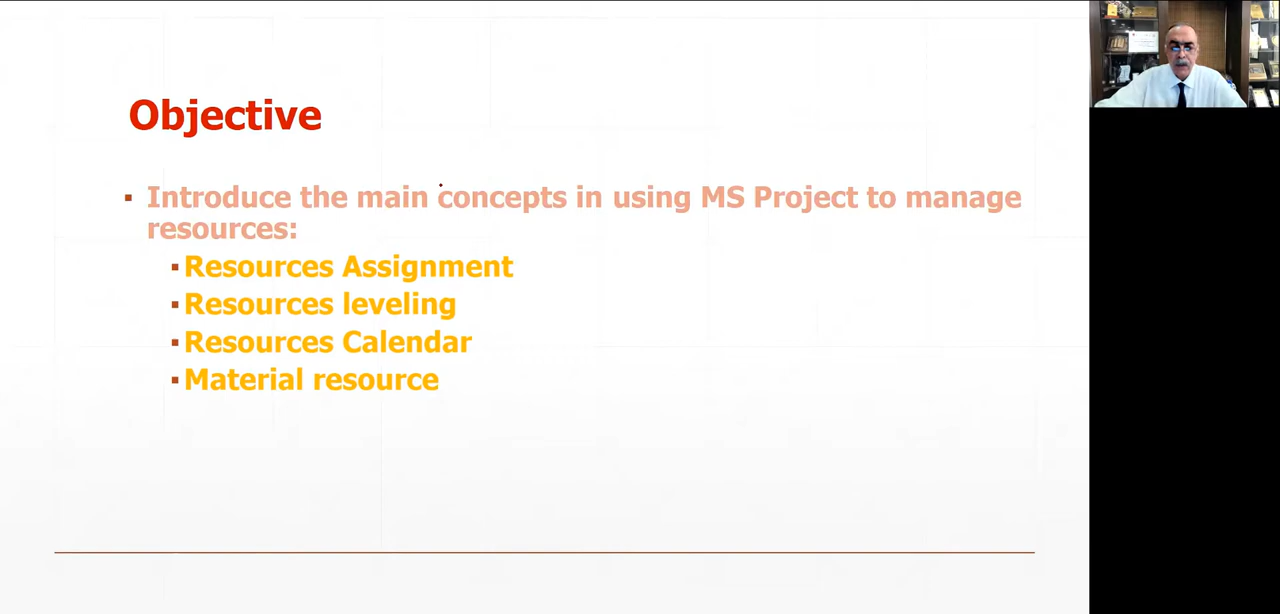 Objective
Introduce the main concepts in using MS Project to manage
resources:
Resources Assignment
Resources leveling
Resources Calendar
Material resource